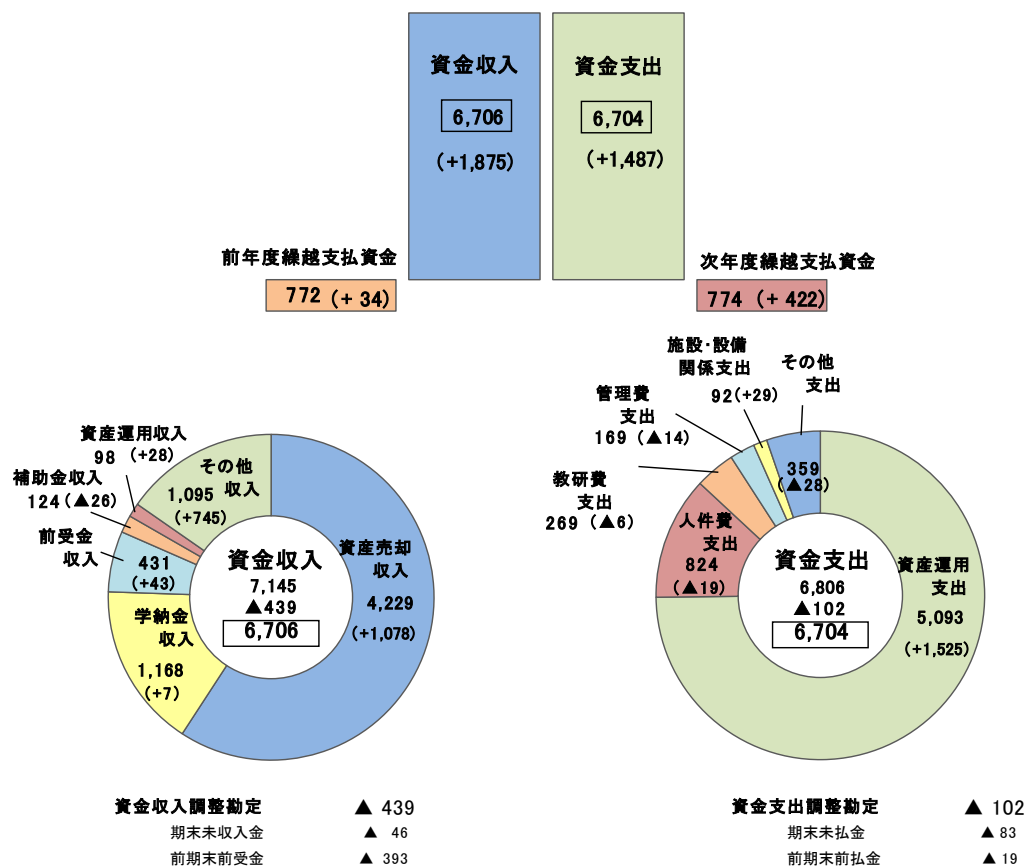 資金収入
6,706
(+1,875)
資金支出
6,704
(+1,487)
前年度繰越支払資金
772 (+ 34)
次年度繰越支払資金
774 (+ 422)
資産運用収入
98 (+28)
補助金収入
124(▲26)
前受金
収入
431
(+43)
その他
収入
1,095
(+745)
学納金
収入
1,168
(+7)
資産売却
収入
4,229
(+1,078)
資金収入
7,145
▲439
6,706
施設・設備
関係支出
92(+29)
その他
支出
359
(▲28)
管理費
支出
169 (▲14)
教研費
支出
269 (▲6)
人件費
支出
824
(▲19)
資産運用
支出
5,093
(+1,525)
資金支出
6,806
▲102
6,704
資金収入調整勘定 ▲ 439
期末未収入金 ▲ 46
前期末前受金 ▲ 393
資金支出調整勘定 ▲ 102
期末未払金 ▲ 83
前期末前払金 ▲ 19